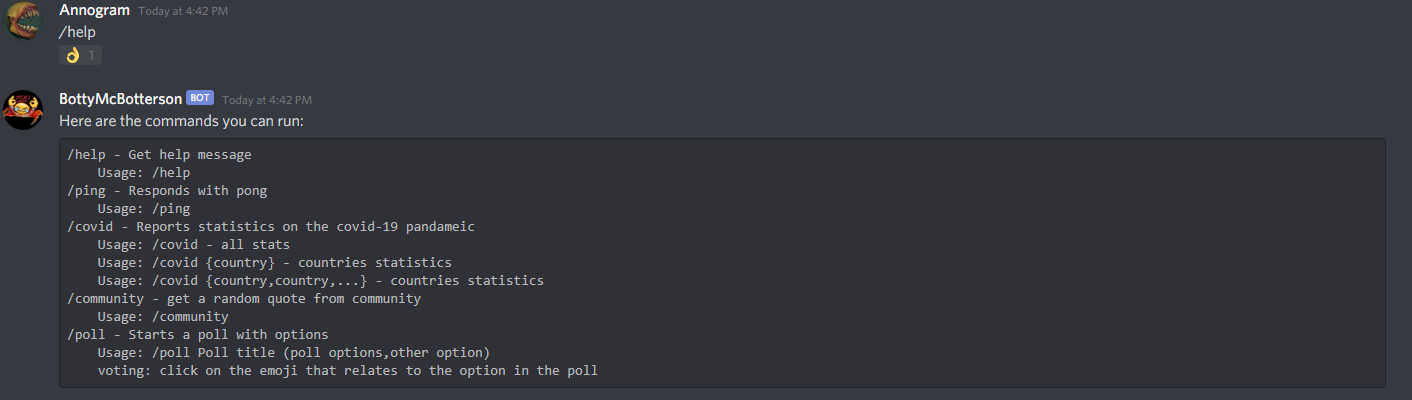 Annogram Today at 4:42 PM
/help
👌 1
BottyMcBotterson BOT Today at 4:42 PM
Here are the commands you can run:
/help - Get help message
    Usage: /help
/ping - Responds with pong
    Usage: /ping
/covid - Reports statistics on the covid-19 pandameic
    Usage: /covid - all stats
    Usage: /covid {country} - countries statistics
    Usage: /covid {country,country,...} - countries statistics
/community - get a random quote from community
    Usage: /community
/poll - Starts a poll with options
    Usage: /poll Poll title (poll options,other option)
    voting: click on the emoji that relates to the option in the poll